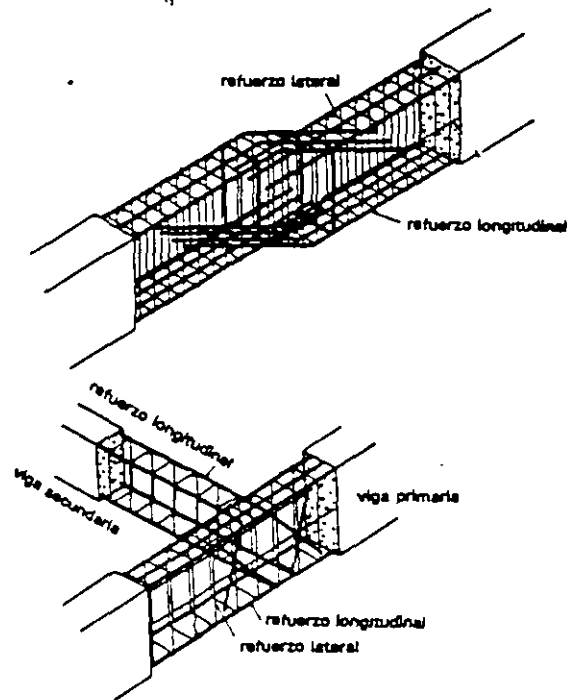 refuerzo lateral
refuerzo longitudinal
refuerzo longitudinal
viga secundaria
viga primaria
refuerzo longitudinal
refuerzo lateral